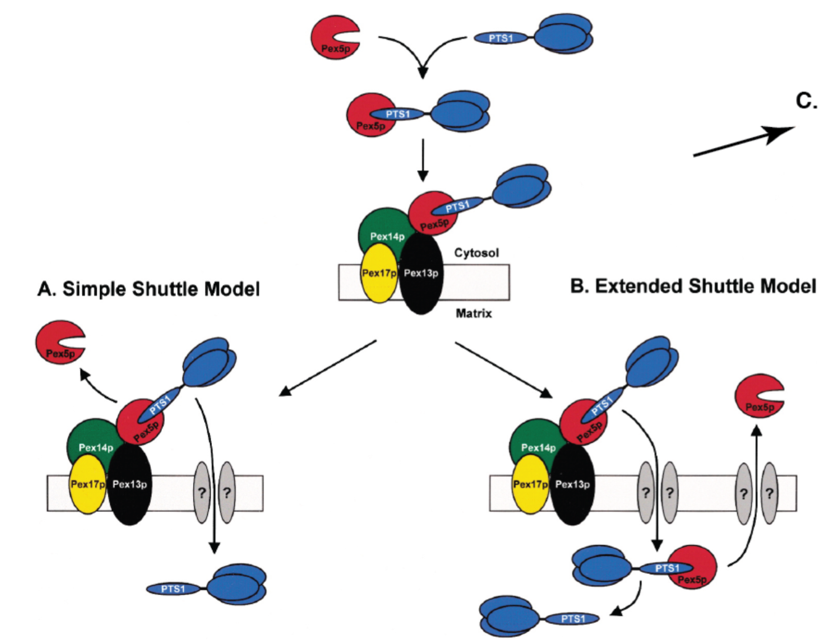 Pex5p
PTS1
C.
PTS1
Pex5p
PTS1
Pex5p
Pex14p
Cytosol
Pex17p Pex13p
Matrix
A. Simple Shuttle Model
B. Extended Shuttle Model
Pex5p
PTS1
Pex5p
Pex14p
Pex17p Pex13p ? ?
PTS1
PTS1
Pex5p
Pex5p
Pex14p
Pex17p Pex13p ? ? ? ?
PTS1
Pex5p
PTS1